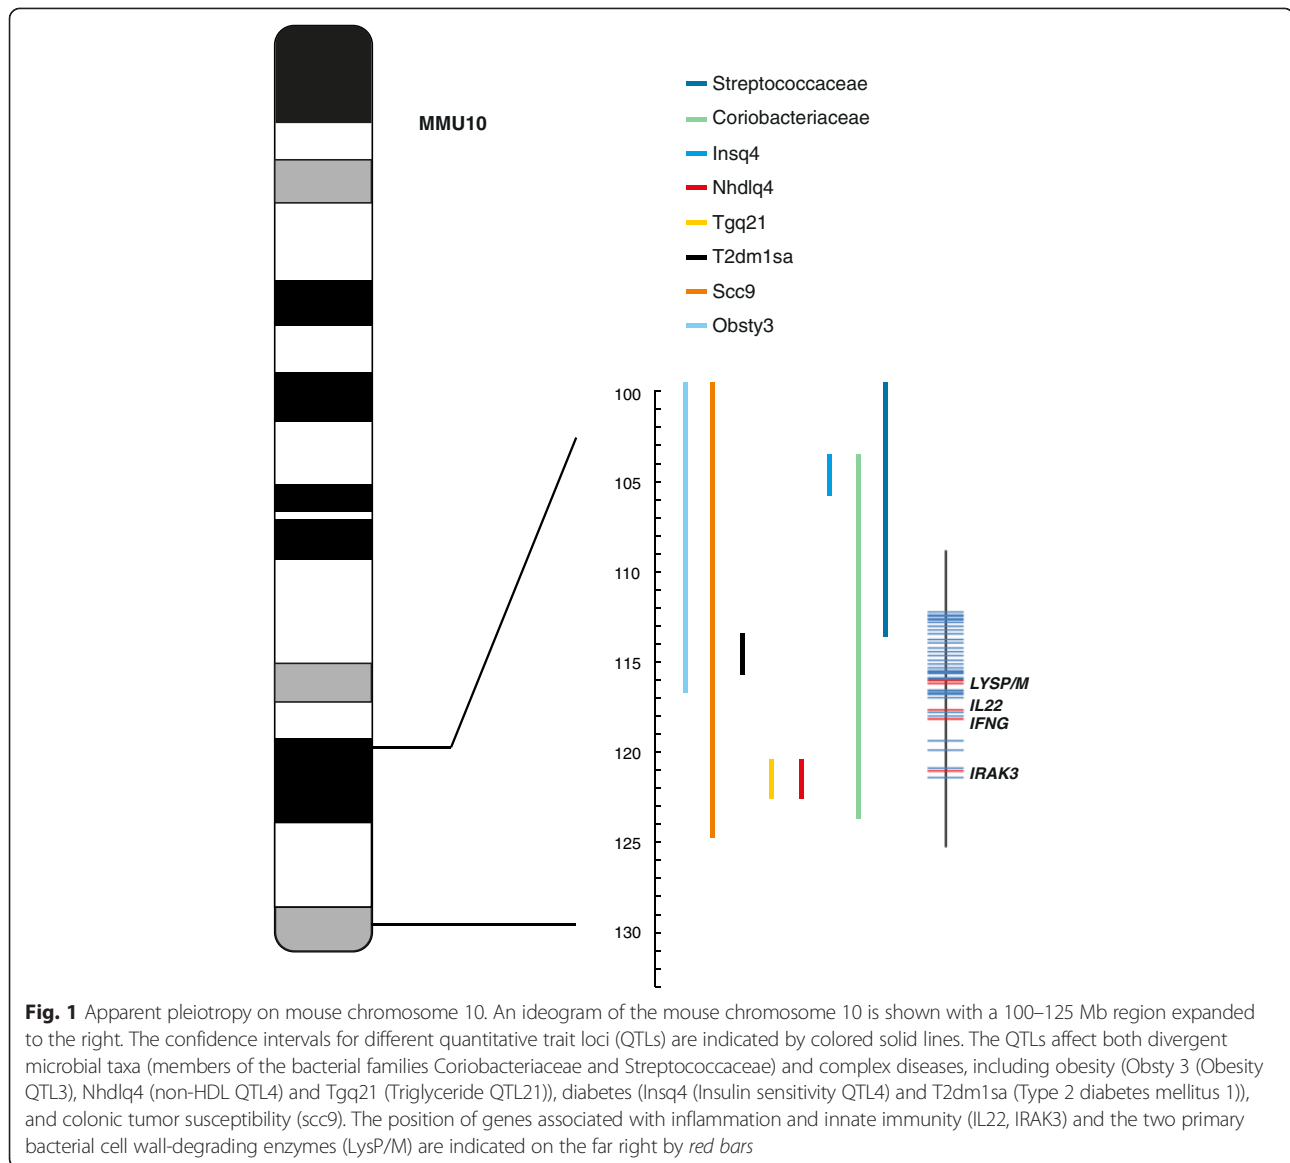 MMU10
Streptococcaceae
Coriobacteriaceae
Insq4
Nhdlq4
Tgq21
T2dm1sa
Scc9
Obsty3
100
105
110
115
120
125
130
LYSP/M
IL22
IFNG
IRAK3
Fig. 1 Apparent pleiotropy on mouse chromosome 10. An ideogram of the mouse chromosome 10 is shown with a 100–125 Mb region expanded
to the right. The confidence intervals for different quantitative trait loci (QTLs) are indicated by colored solid lines. The QTLs affect both divergent
microbial taxa (members of the bacterial families Coriobacteriaceae and Streptococcaceae) and complex diseases, including obesity (Obsty 3 (Obesity
QTL3), Nhdlq4 (non-HDL QTL4) and Tgq21 (Triglyceride QTL21)), diabetes (Insq4 (Insulin sensitivity QTL4) and T2dm1sa (Type 2 diabetes mellitus 1)),
and colonic tumor susceptibility (scc9). The position of genes associated with inflammation and innate immunity (IL22, IRAK3) and the two primary
bacterial cell wall-degrading enzymes (LysP/M) are indicated on the far right by red bars